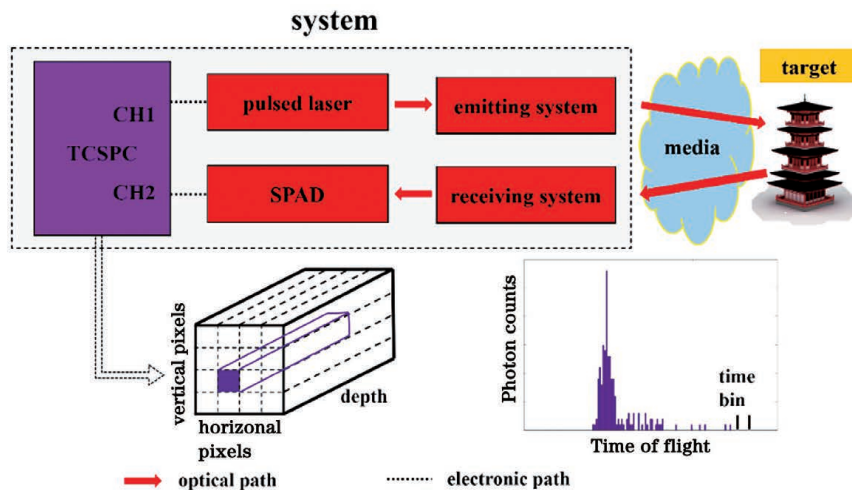 system
target
CH1
TCSPC
CH2
pulsed laser
emitting system
SPAD
receiving system
media
vertical pixels
horizonal
pixels
depth
Photon counts
Time of flight
time
bin
optical path
electronic path